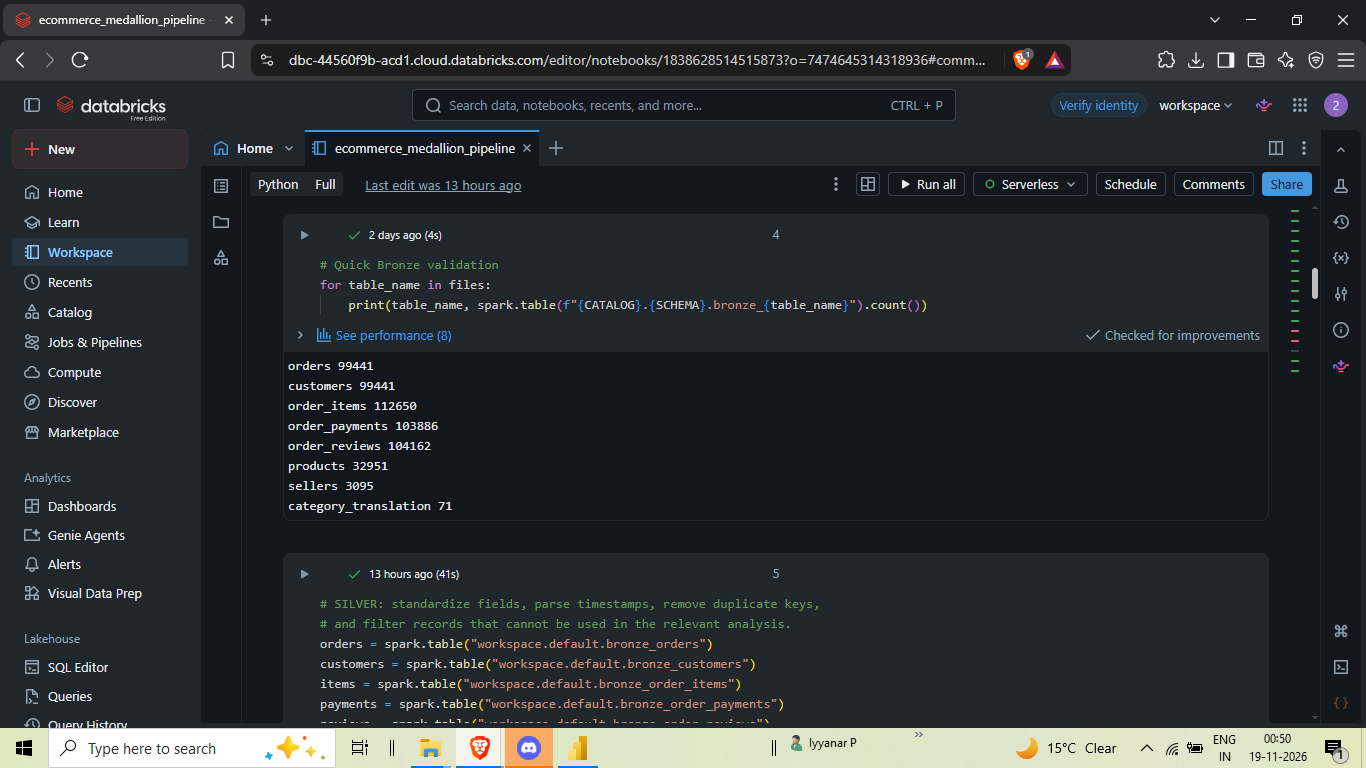 ecommerce_medallion_pipeline
dbc-44560f9b-acd1.cloud.databricks.com/editor/notebooks/1838628514515873?o=7474645314318936#comm...
1
databricks
Free Edition
Search data, notebooks, recents, and more...
CTRL + P
Verify identity
workspace
2
New
Home
Learn
Workspace
Recents
Catalog
Jobs & Pipelines
Compute
Discover
Marketplace
Analytics
Dashboards
Genie Agents
Alerts
Visual Data Prep
Lakehouse
SQL Editor
Queries
Query History
Home
ecommerce_medallion_pipeline
Python
Full
Last edit was 13 hours ago
Run all
Serverless
Schedule
Comments
Share
2 days ago (4s)
4
# Quick Bronze validation
for table_name in files:
print(table_name, spark.table(f"{CATALOG}.{SCHEMA}.bronze_{table_name}").count())
See performance (8)
Checked for improvements
orders 99441
customers 99441
order_items 112650
order_payments 103886
order_reviews 104162
products 32951
sellers 3095
category_translation 71
13 hours ago (41s)
5
# SILVER: standardize fields, parse timestamps, remove duplicate keys,
# and filter records that cannot be used in the relevant analysis.
orders = spark.table("workspace.default.bronze_orders")
customers = spark.table("workspace.default.bronze_customers")
items = spark.table("workspace.default.bronze_order_items")
payments = spark.table("workspace.default.bronze_order_payments")
reviews = spark.table("workspace.default.bronze_order_reviews")
Type here to search
Iyyanar P
15°C Clear
ENG
IN
00:50
19-11-2026
1